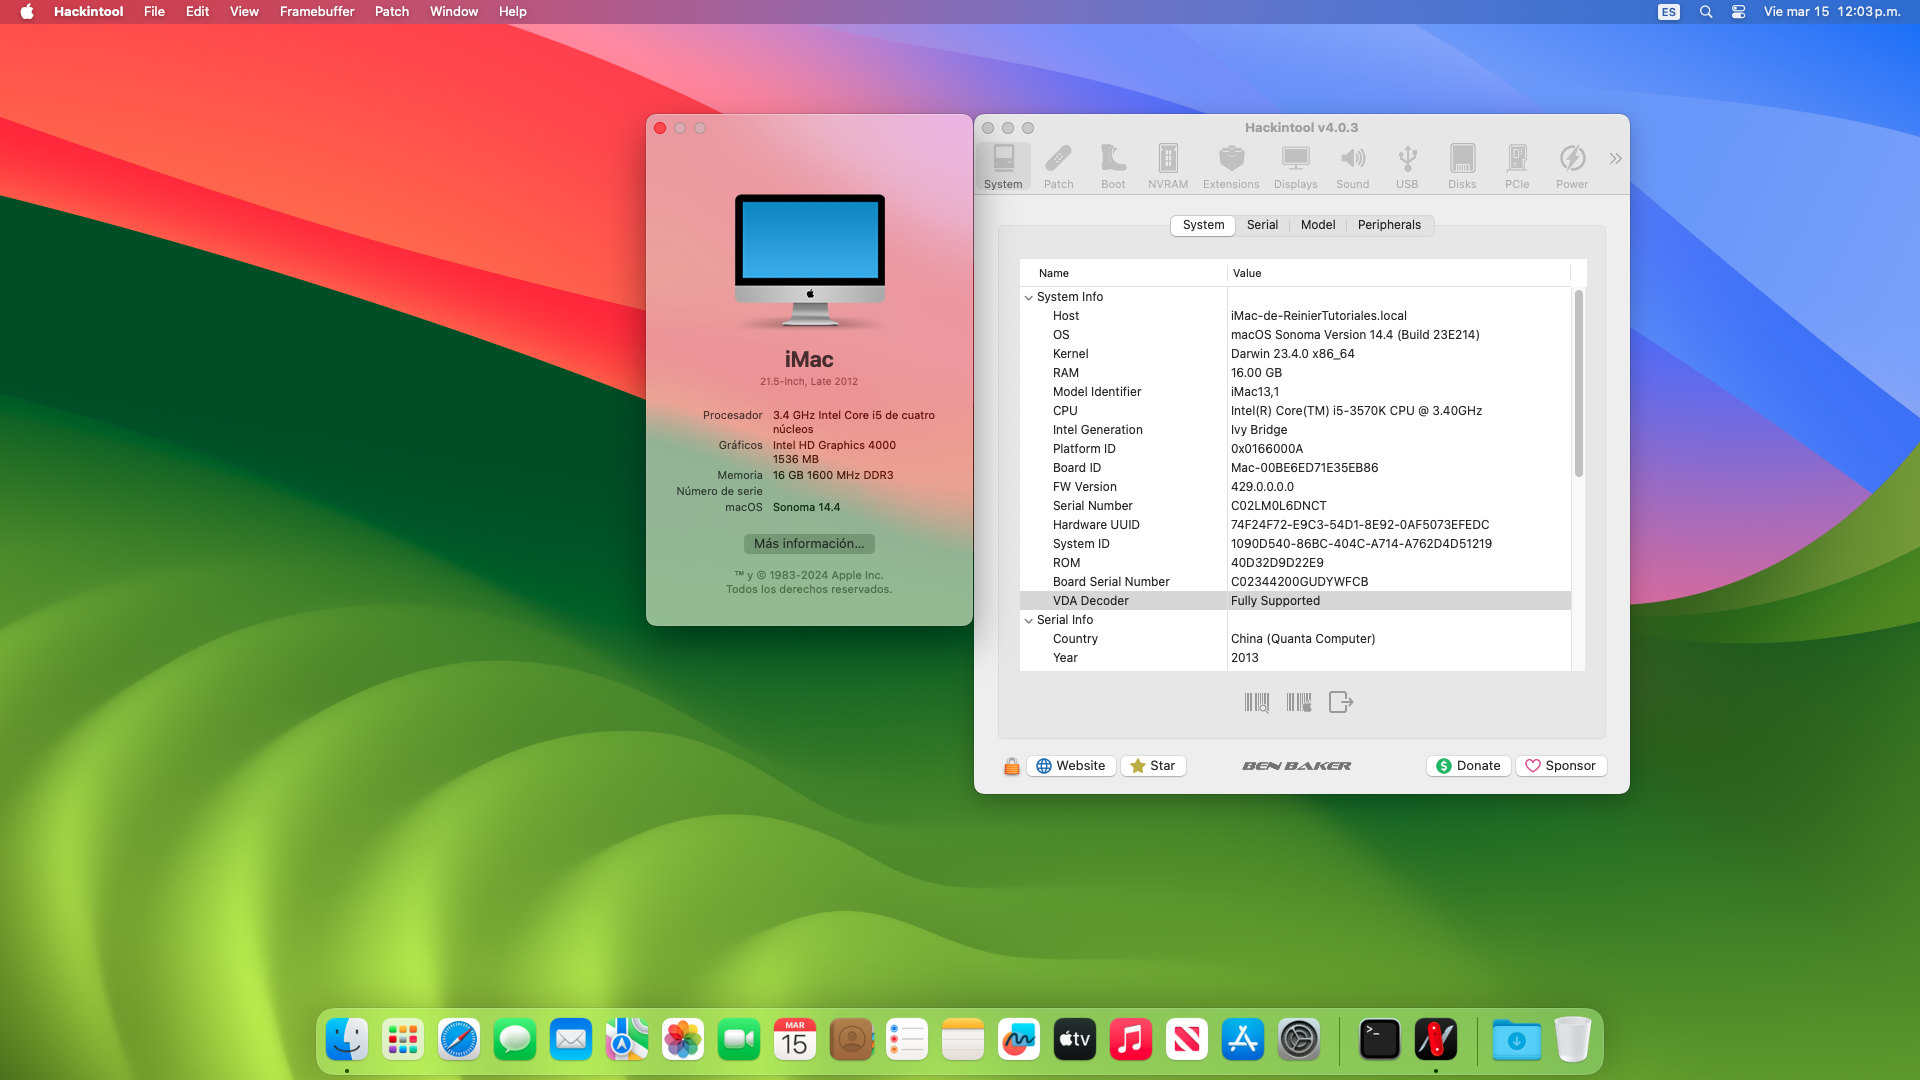 Hackintool File Edit View Framebuffer Patch Window Help
ES Vie mar 15 12:03 p.m.
iMac
21.5-inch, Late 2012
Procesador 3.4 GHz Intel Core i5 de cuatro
núcleos
Gráficos Intel HD Graphics 4000
1536 MB
Memoria 16 GB 1600 MHz DDR3
Número de serie
macOS Sonoma 14.4
Más información...
™ y © 1983-2024 Apple Inc.
Todos los derechos reservados.
Hackintool v4.0.3
System Patch Boot NVRAM Extensions Displays Sound USB Disks PCIe Power
System Serial Model Peripherals
Name Value
System Info
Host iMac-de-ReinierTutoriales.local
OS macOS Sonoma Version 14.4 (Build 23E214)
Kernel Darwin 23.4.0 x86_64
RAM 16.00 GB
Model Identifier iMac13,1
CPU Intel(R) Core(TM) i5-3570K CPU @ 3.40GHz
Intel Generation Ivy Bridge
Platform ID 0x0166000A
Board ID Mac-00BE6ED71E35EB86
FW Version 429.0.0.0.0
Serial Number C02LM0L6DNCT
Hardware UUID 74F24F72-E9C3-54D1-8E92-0AF5073EFEDC
System ID 1090D540-86BC-404C-A714-A762D4D51219
ROM 40D32D9D22E9
Board Serial Number C02344200GUDYWFCB
VDA Decoder Fully Supported
Serial Info
Country China (Quanta Computer)
Year 2013
Website Star BEN BAKER Donate Sponsor
MAR
15
tv
>_